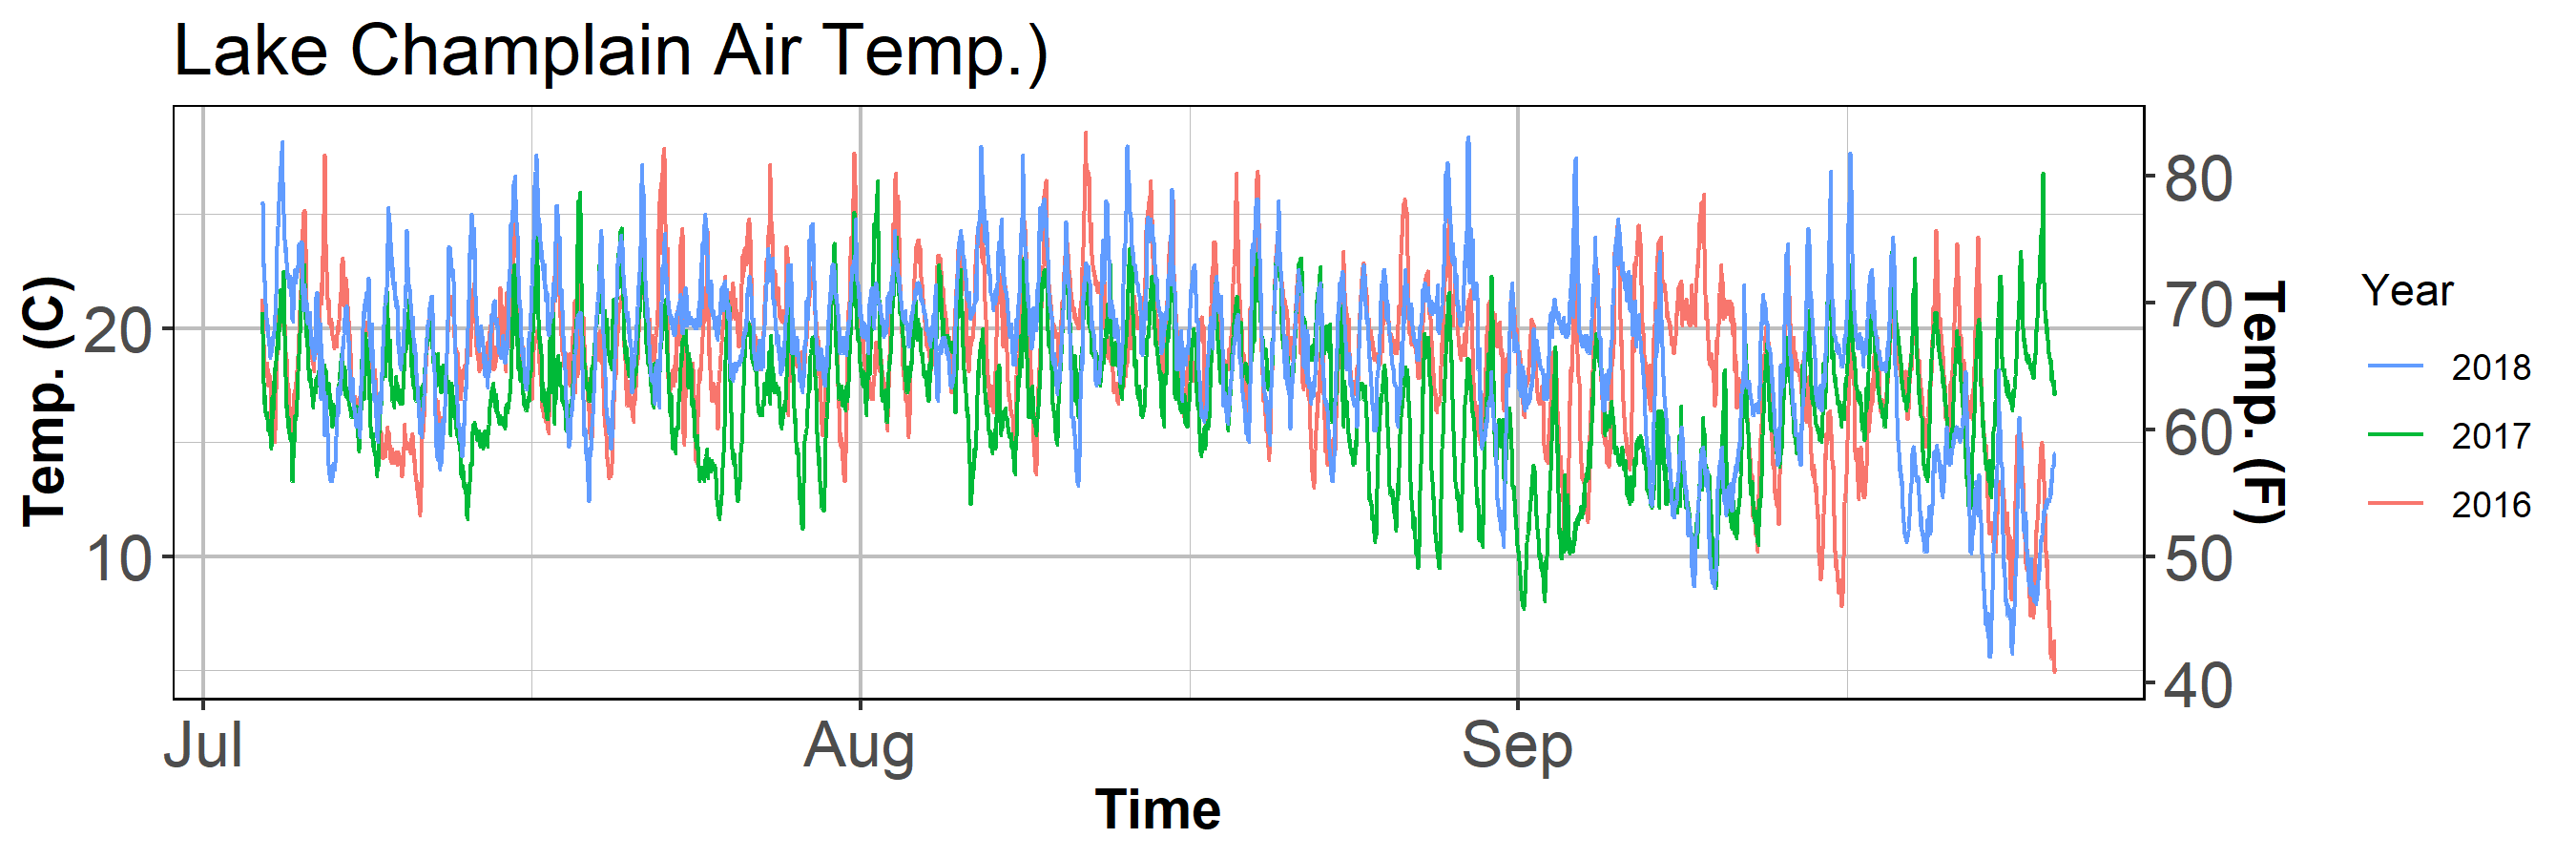 Lake Champlain Air Temp.)
Temp. (C)
20
10
80
70
60
50
40
Temp. (F)
Jul
Aug
Sep
Time
Year
2018
2017
2016